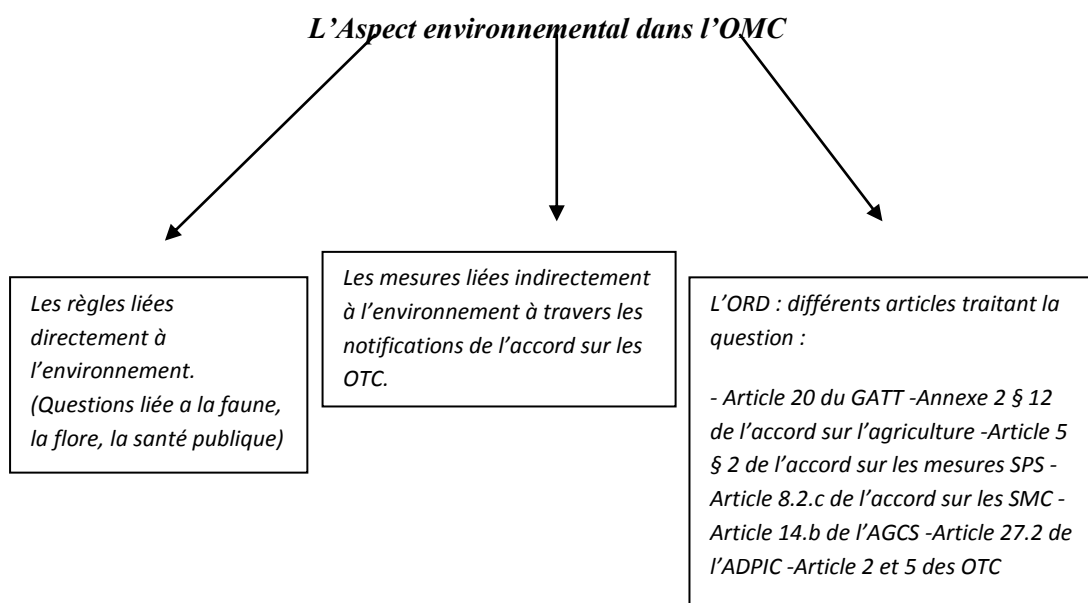 L’Aspect environnemental dans l’OMC
Les règles liées
directement à
l’environnement.
(Questions liée a la faune,
la flore, la santé publique)
Les mesures liées indirectement
à l’environnement à travers les
notifications de l’accord sur les
OTC.
L’ORD : différents articles traitant la
question :
- Article 20 du GATT -Annexe 2 § 12
de l’accord sur l’agriculture -Article 5
§ 2 de l’accord sur les mesures SPS -
Article 8.2.c de l’accord sur les SMC -
Article 14.b de l’AGCS -Article 27.2 de
l’ADPIC -Article 2 et 5 des OTC